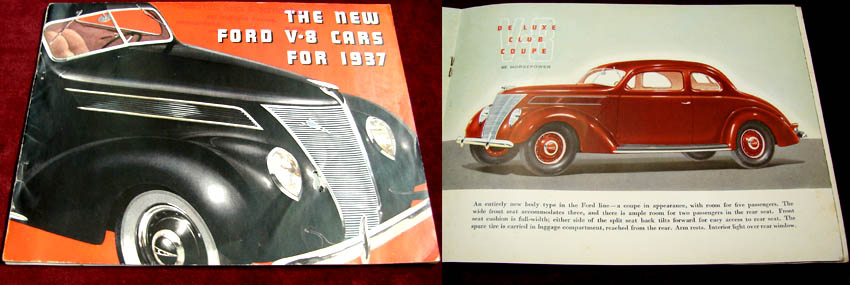 THE NEW
FORD V-8 CARS
FOR 1937
V8
DE LUXE
CLUB
COUPE
HORSEPOWER
An entirely new body type in the Ford line—a coupe in appearance, with room for five passengers. The
wide front seat accommodates three, and there is ample room for two passengers in the rear seat. Front
seat cushion is full-width; either side of the split seat back tilts forward for easy access to rear seat. The
spare tire is carried in luggage compartment, reached from the rear. Arm rests. Interior light over rear window.